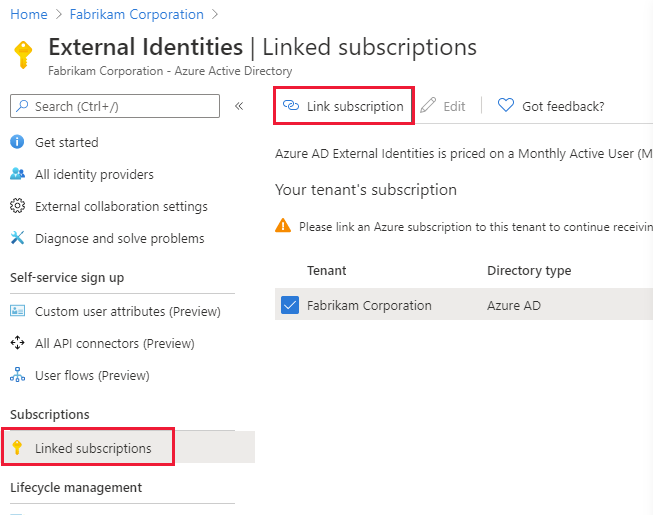 Home > Fabrikam Corporation >
External Identities | Linked subscriptions
Fabrikam Corporation - Azure Active Directory
Search (Ctrl+/)
«
Link subscription
Edit
Got feedback?
Get started
All identity providers
External collaboration settings
Diagnose and solve problems
Self-service sign up
Custom user attributes (Preview)
All API connectors (Preview)
User flows (Preview)
Subscriptions
Linked subscriptions
Lifecycle management
Azure AD External Identities is priced on a Monthly Active User (M
Your tenant's subscription
Please link an Azure subscription to this tenant to continue receivin
Tenant Directory type
Fabrikam Corporation Azure AD